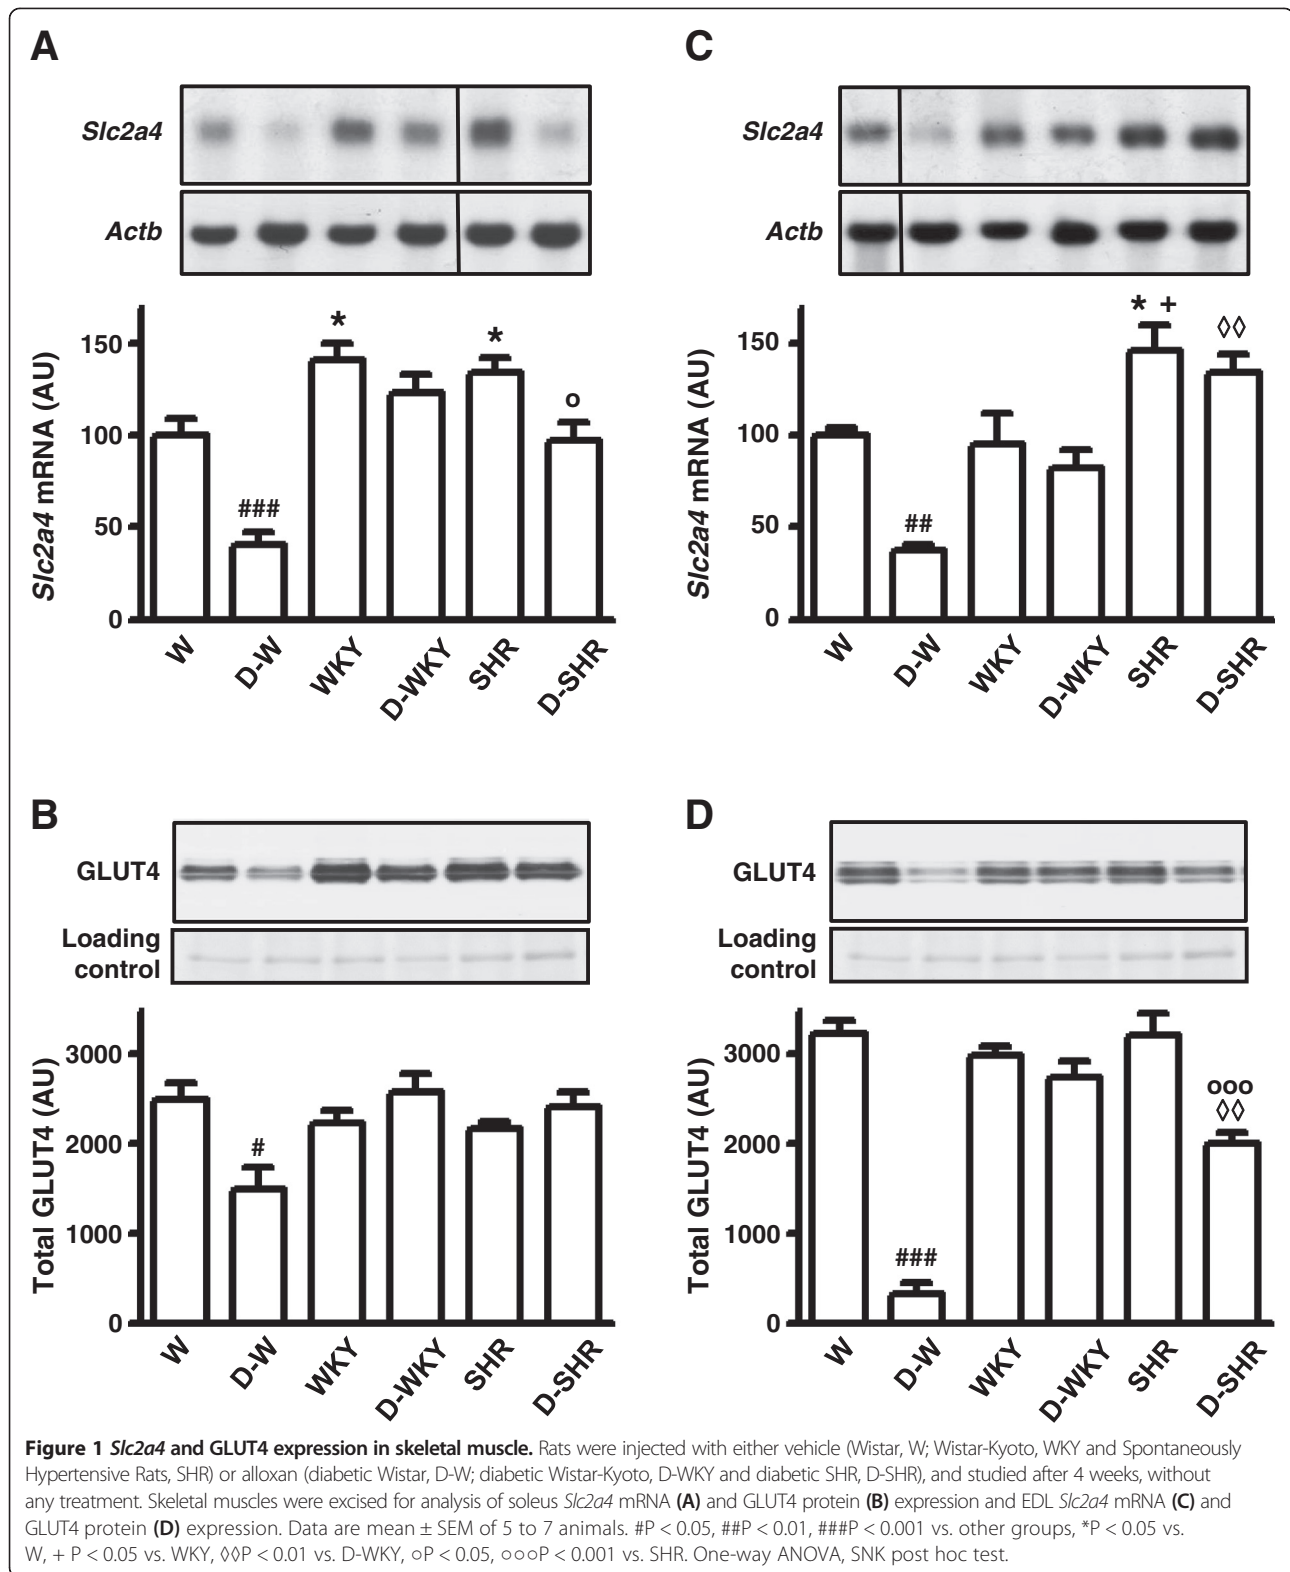 A
Slc2a4
Actb
Slc2a4 mRNA (AU)
150
100
50
0
*
###
*
o
W
D-W
WKY
D-WKY
SHR
D-SHR
C
Slc2a4
Actb
Slc2a4 mRNA (AU)
150
100
50
0
##
* +
◊◊
W
D-W
WKY
D-WKY
SHR
D-SHR
B
GLUT4
Loading
control
Total GLUT4 (AU)
3000
2000
1000
0
#
W
D-W
WKY
D-WKY
SHR
D-SHR
D
GLUT4
Loading
control
Total GLUT4 (AU)
3000
2000
1000
0
###
ooo
◊◊
W
D-W
WKY
D-WKY
SHR
D-SHR
Figure 1 Slc2a4 and GLUT4 expression in skeletal muscle. Rats were injected with either vehicle (Wistar, W; Wistar-Kyoto, WKY and Spontaneously
Hypertensive Rats, SHR) or alloxan (diabetic Wistar, D-W; diabetic Wistar-Kyoto, D-WKY and diabetic SHR, D-SHR), and studied after 4 weeks, without
any treatment. Skeletal muscles were excised for analysis of soleus Slc2a4 mRNA (A) and GLUT4 protein (B) expression and EDL Slc2a4 mRNA (C) and
GLUT4 protein (D) expression. Data are mean ± SEM of 5 to 7 animals. #P < 0.05, ##P < 0.01, ###P < 0.001 vs. other groups, *P < 0.05 vs.
W, + P < 0.05 vs. WKY, ◊◊P < 0.01 vs. D-WKY, ○P < 0.05, ○○○P < 0.001 vs. SHR. One-way ANOVA, SNK post hoc test.